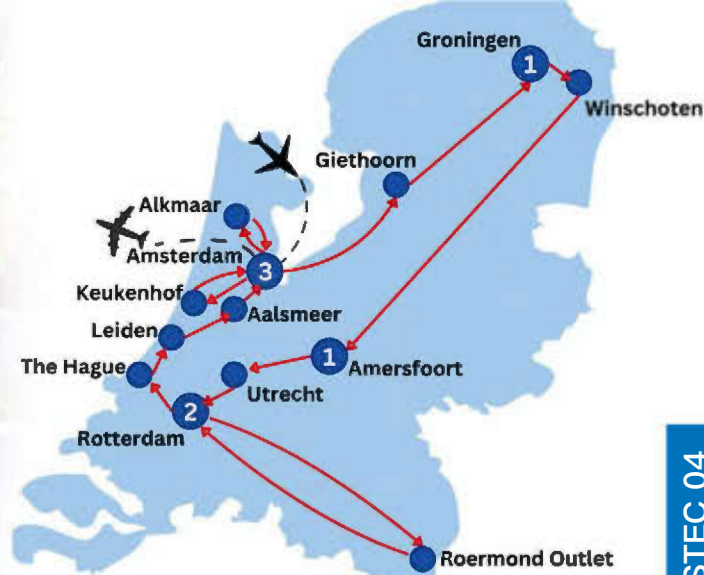 Groningen
1
Winschoten
Giethoorn
Alkmaar
Amsterdam
3
Keukenhof
Aalsmeer
Leiden
The Hague
1
Amersfoort
Utrecht
2
Rotterdam
Roermond Outlet
STEC 04